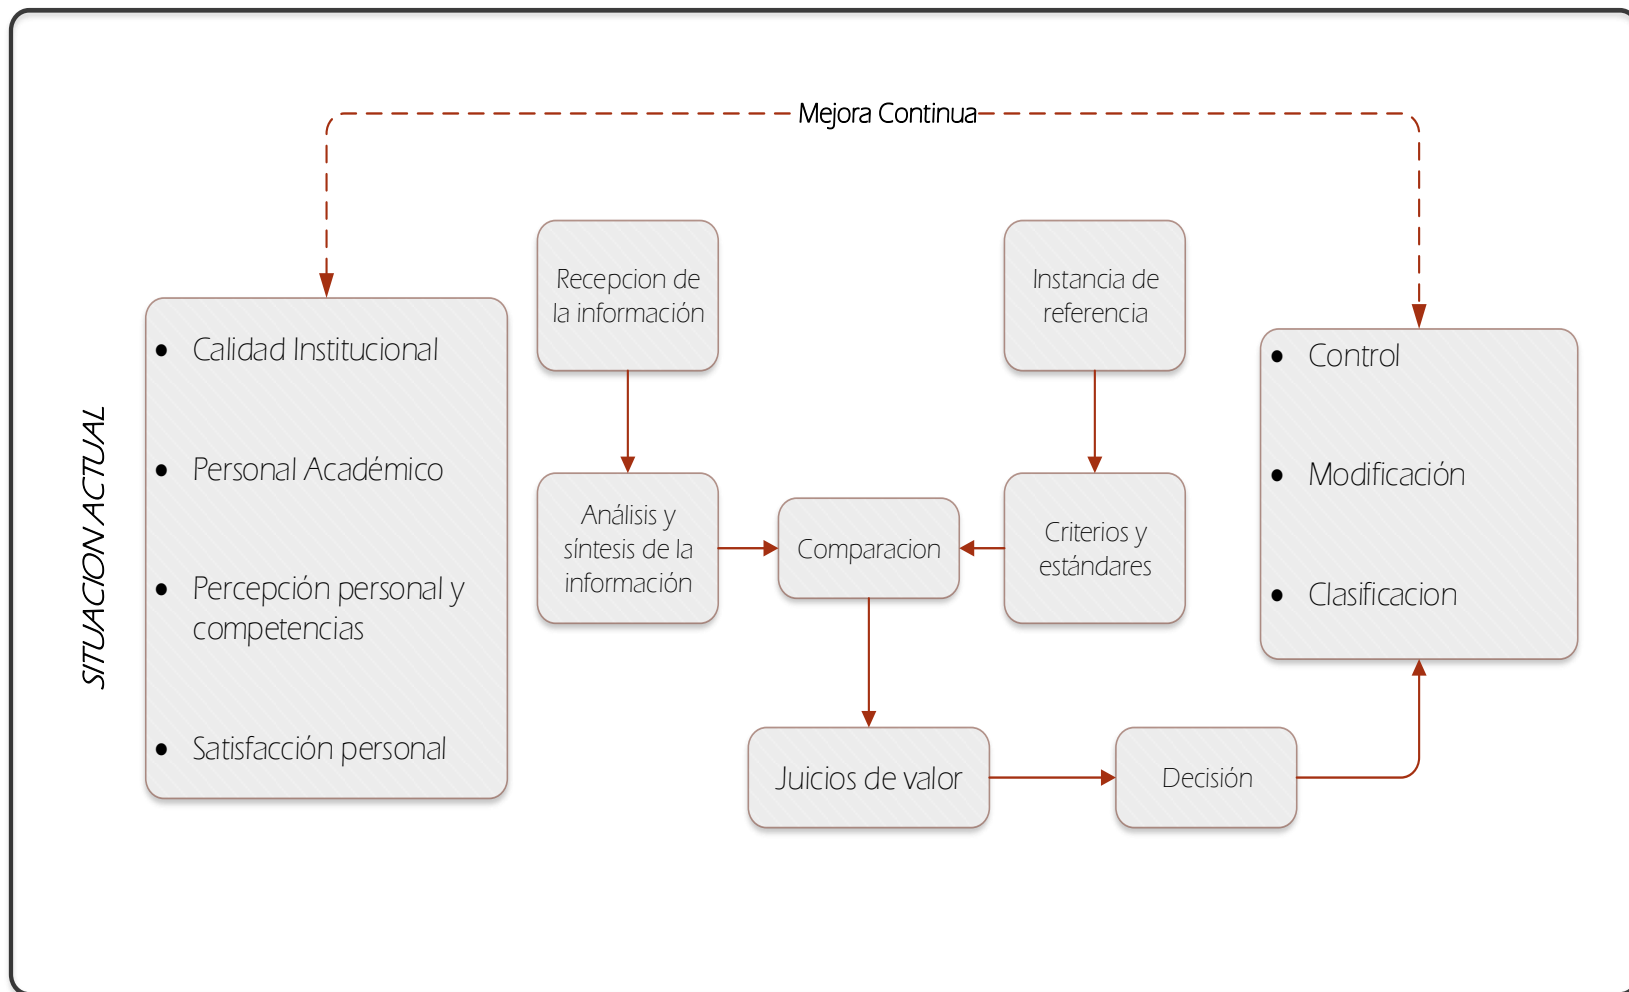 Mejora Continua
SITUACION ACTUAL
Calidad Institucional
Personal Académico
Percepción personal y
competencias
Satisfacción personal
Recepcion de
la información
Análisis y
síntesis de la
información
Comparacion
Instancia de
referencia
Criterios y
estándares
Juicios de valor
Decisión
Control
Modificación
Clasificacion